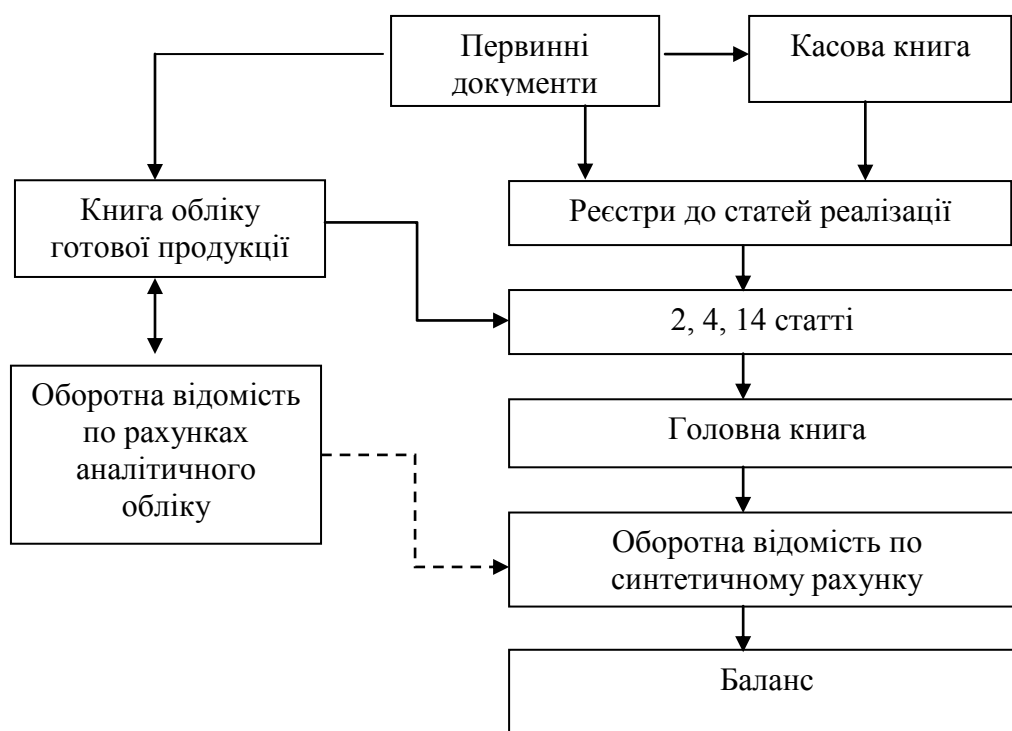 Первинні
документи
Касова книга
Книга обліку
готової продукції
Реєстри до статей реалізації
2, 4, 14 статті
Оборотна відомість
по рахунках
аналітичного
обліку
Головна книга
Оборотна відомість по
синтетичному рахунку
Баланс